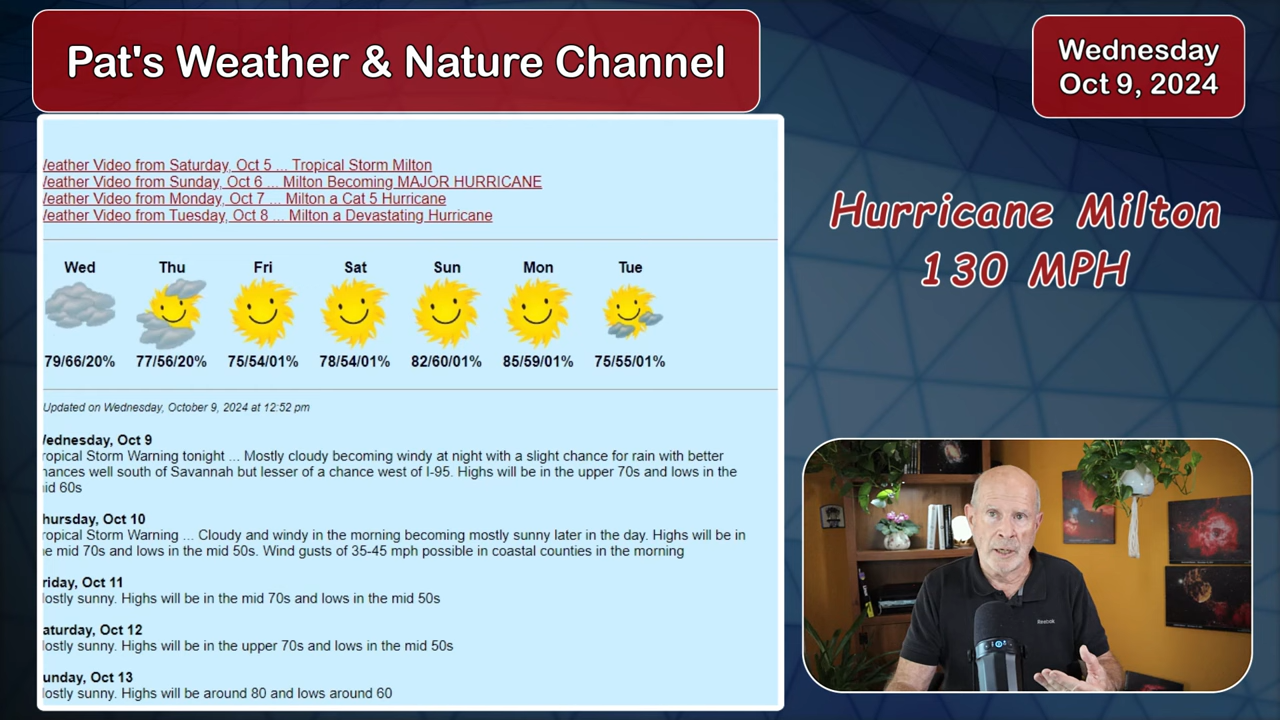 Pat's Weather & Nature Channel
Wednesday
Oct 9, 2024
/eather Video from Saturday, Oct 5 ... Tropical Storm Milton
/eather Video from Sunday, Oct 6 ... Milton Becoming MAJOR HURRICANE
/eather Video from Monday, Oct 7 ... Milton a Cat 5 Hurricane
/eather Video from Tuesday, Oct 8 ... Milton a Devastating Hurricane
Hurricane Milton
130 MPH
Wed Thu Fri Sat Sun Mon Tue
79/66/20% 77/56/20% 75/54/01% 78/54/01% 82/60/01% 85/59/01% 75/55/01%
Updated on Wednesday, October 9, 2024 at 12:52 pm
/ednesday, Oct 9
ropical Storm Warning tonight ... Mostly cloudy becoming windy at night with a slight chance for rain with better
hances well south of Savannah but lesser of a chance west of I-95. Highs will be in the upper 70s and lows in the
id 60s
hursday, Oct 10
ropical Storm Warning ... Cloudy and windy in the morning becoming mostly sunny later in the day. Highs will be in
e mid 70s and lows in the mid 50s. Wind gusts of 35-45 mph possible in coastal counties in the morning
riday, Oct 11
ostly sunny. Highs will be in the mid 70s and lows in the mid 50s
aturday, Oct 12
ostly sunny. Highs will be in the upper 70s and lows in the mid 50s
unday, Oct 13
ostly sunny. Highs will be around 80 and lows around 60
Reebok